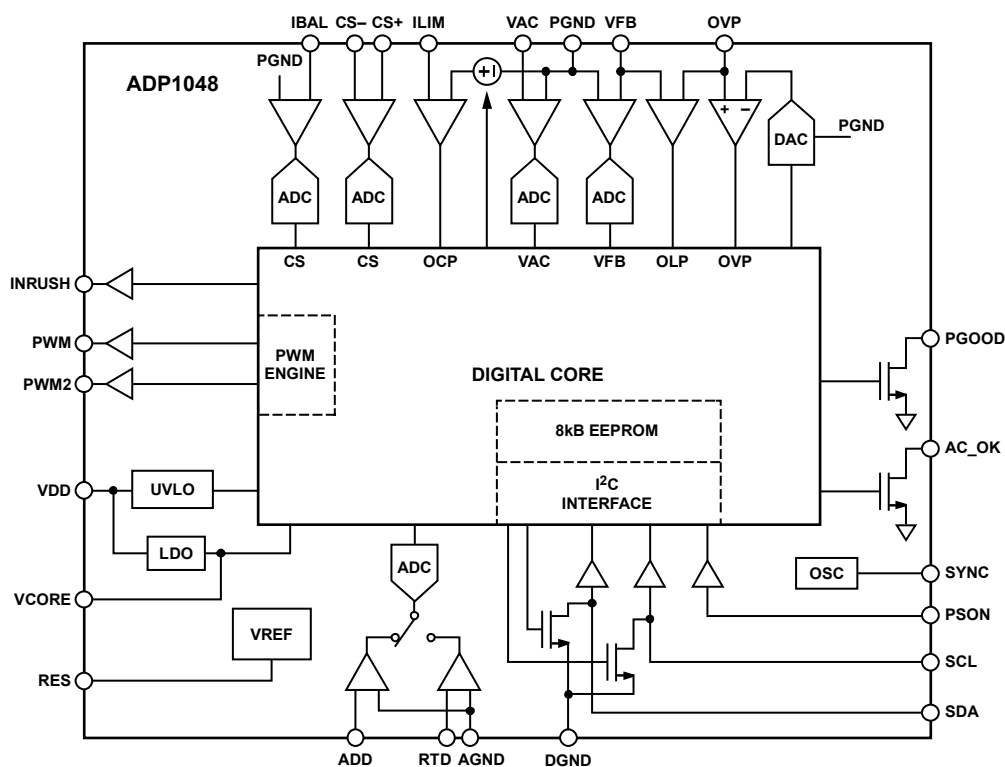 IBAL CS– CS+ ILIM VAC PGND VFB OVP
PGND
ADP1048
+ –
DAC
PGND
ADC
ADC
ADC
ADC
CS CS OCP VAC VFB OLP OVP
INRUSH
PWM
PWM2
PWM
ENGINE
DIGITAL CORE
8kB EEPROM
I²C
INTERFACE
PGOOD
AC_OK
VDD
UVLO
LDO
VCORE
ADC
VREF
RES
OSC
SYNC
PSON
SCL
SDA
ADD RTD AGND DGND